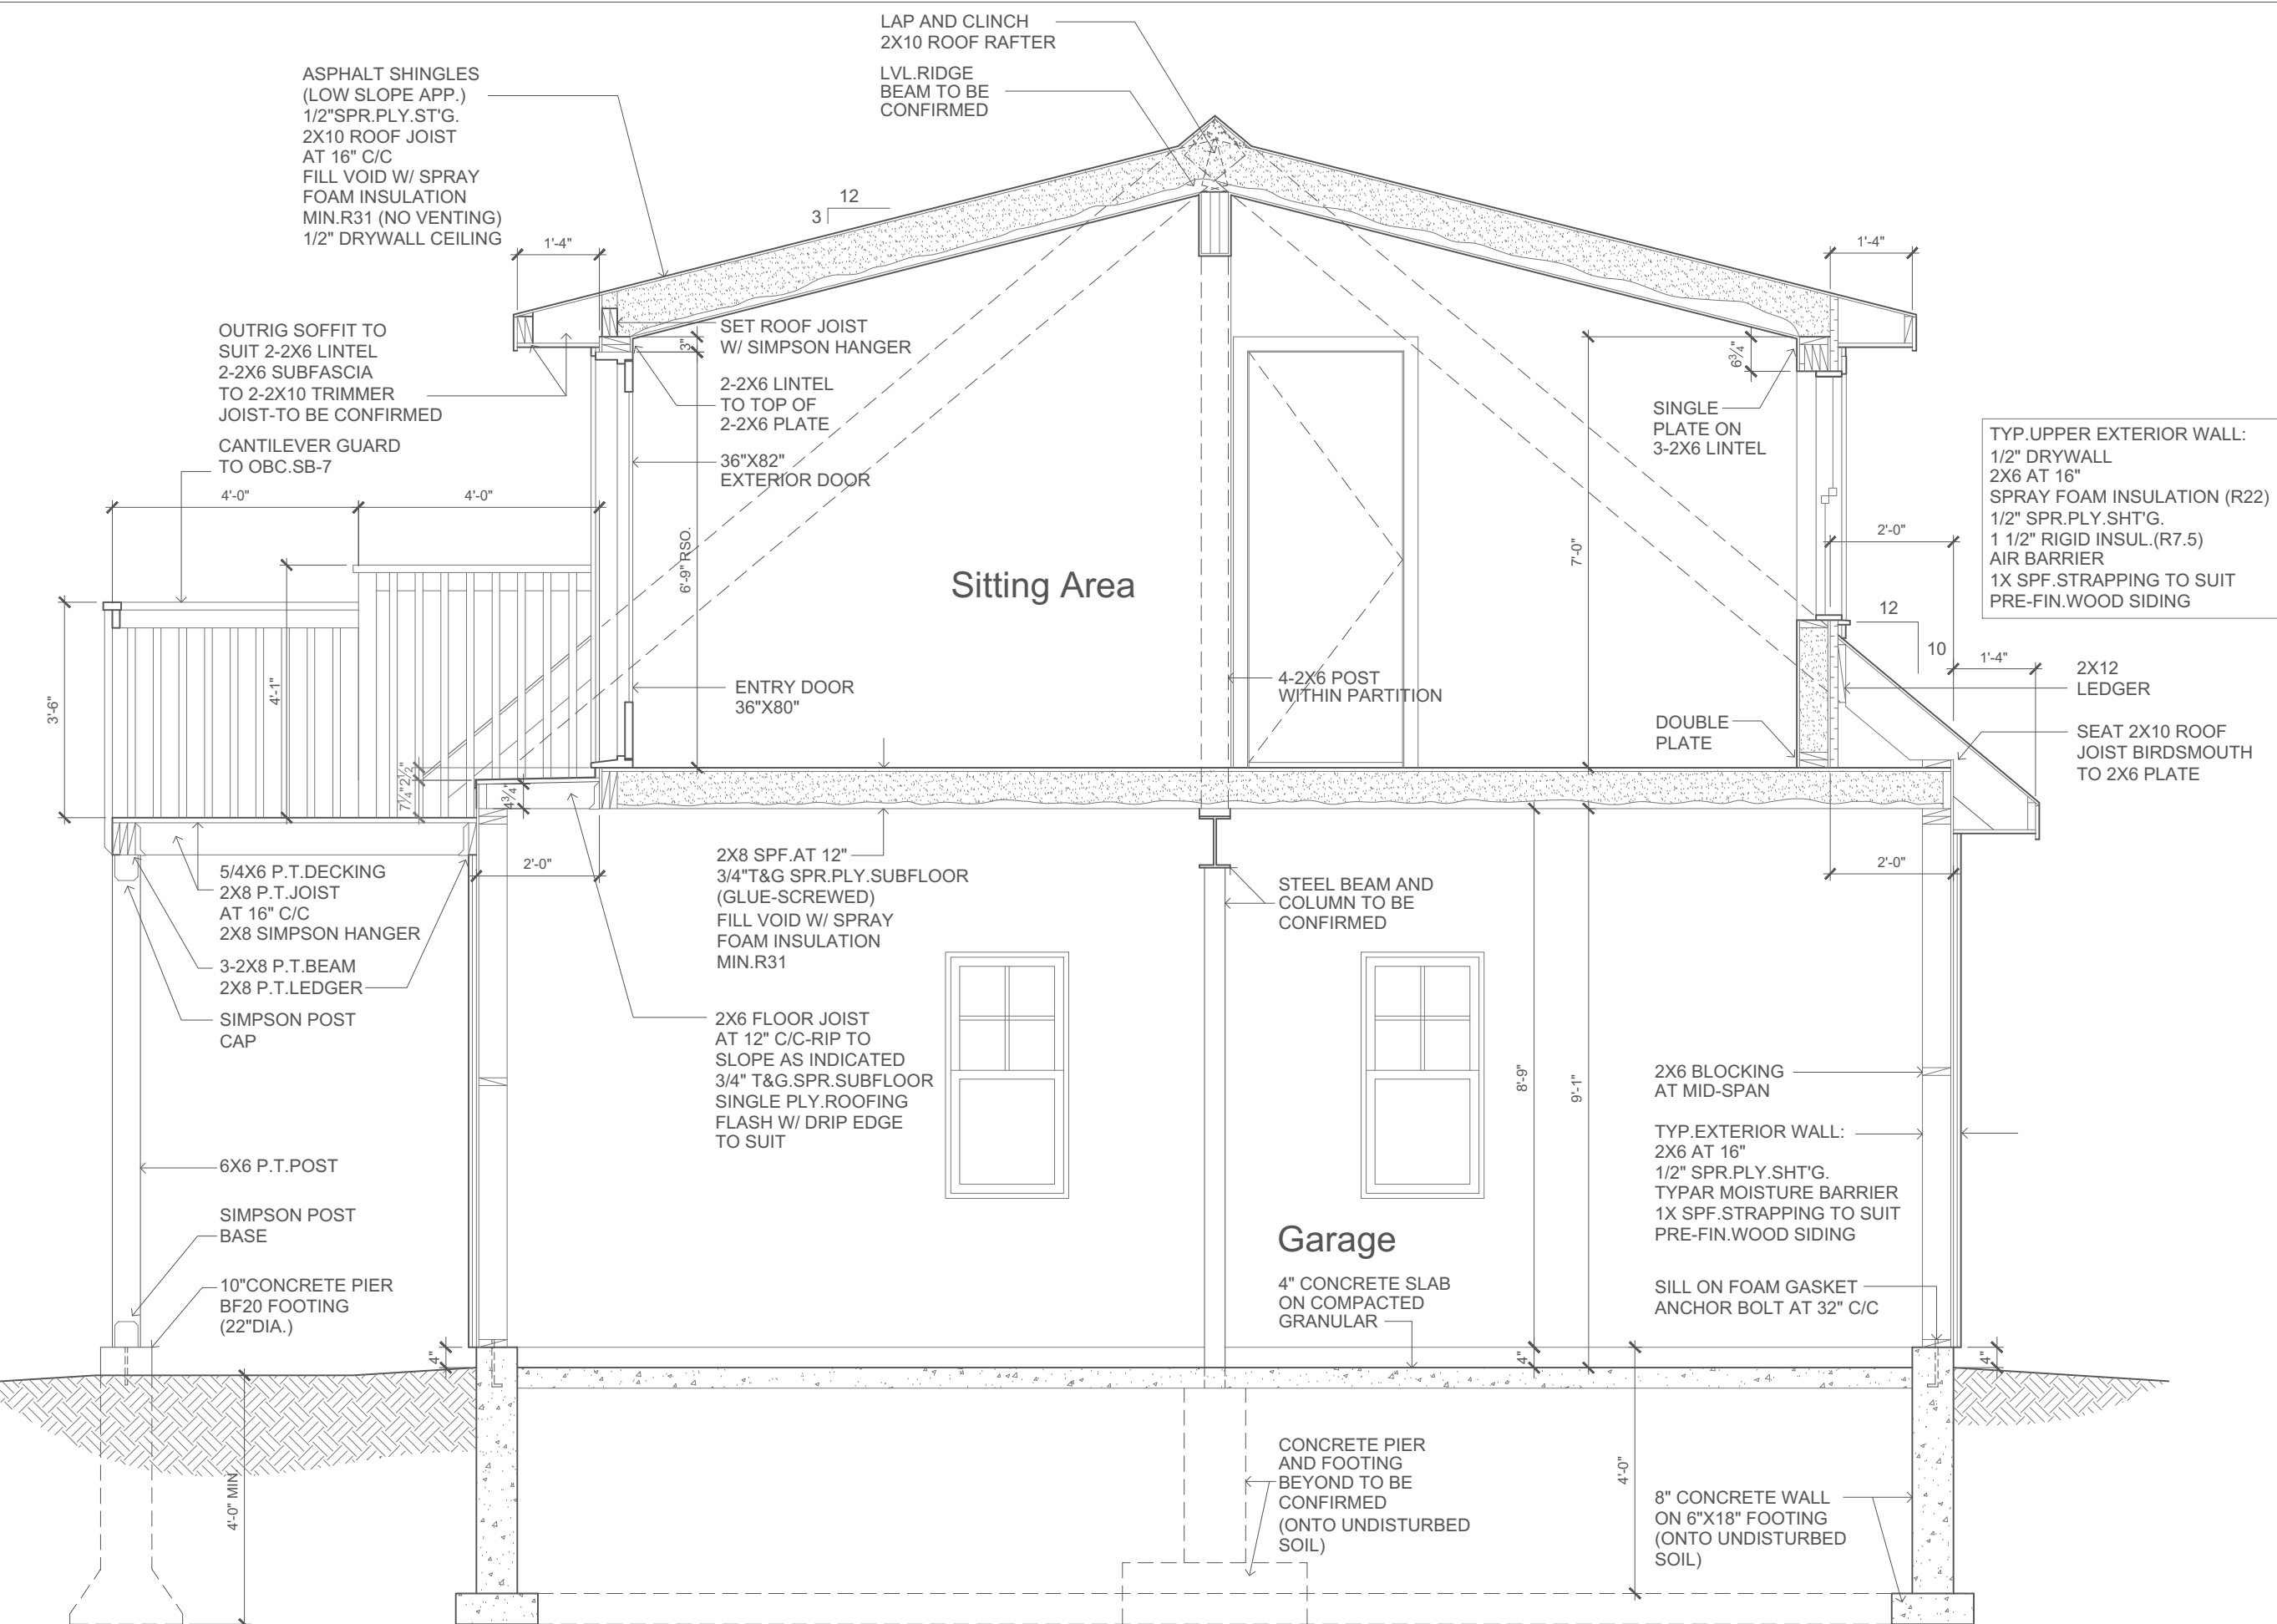 LAP AND CLINCH
2X10 ROOF RAFTER
LVL.RIDGE
BEAM TO BE
CONFIRMED
ASPHALT SHINGLES
(LOW SLOPE APP.)
1/2"SPR.PLY.ST'G.
2X10 ROOF JOIST
AT 16" C/C
FILL VOID W/ SPRAY
FOAM INSULATION
MIN.R31 (NO VENTING)
1/2" DRYWALL CEILING
12
3
1'-4"
1'-4"
OUTRIG SOFFIT TO
SUIT 2-2X6 LINTEL
2-2X6 SUBFASCIA
TO 2-2X10 TRIMMER
JOIST-TO BE CONFIRMED
CANTILEVER GUARD
TO OBC.SB-7
4'-0"
4'-0"
SET ROOF JOIST
W/ SIMPSON HANGER
3"
2-2X6 LINTEL
TO TOP OF
2-2X6 PLATE
36"X82"
EXTERIOR DOOR
6'-9" RSO.
Sitting Area
7'-0"
6¾"
SINGLE
PLATE ON
3-2X6 LINTEL
TYP.UPPER EXTERIOR WALL:
1/2" DRYWALL
2X6 AT 16"
SPRAY FOAM INSULATION (R22)
1/2" SPR.PLY.SHT'G.
1 1/2" RIGID INSUL.(R7.5)
AIR BARRIER
1X SPF.STRAPPING TO SUIT
PRE-FIN.WOOD SIDING
2'-0"
12
10
1'-4"
2X12
LEDGER
SEAT 2X10 ROOF
JOIST BIRDSMOUTH
TO 2X6 PLATE
3'-6"
4'-1"
ENTRY DOOR
36"X80"
4-2X6 POST
WITHIN PARTITION
DOUBLE
PLATE
2½"
7¼"
4¾"
2'-0"
2'-0"
5/4X6 P.T.DECKING
2X8 P.T.JOIST
AT 16" C/C
2X8 SIMPSON HANGER
3-2X8 P.T.BEAM
2X8 P.T.LEDGER
SIMPSON POST
CAP
2X8 SPF.AT 12"
3/4"T&G SPR.PLY.SUBFLOOR
(GLUE-SCREWED)
FILL VOID W/ SPRAY
FOAM INSULATION
MIN.R31
STEEL BEAM AND
COLUMN TO BE
CONFIRMED
2X6 FLOOR JOIST
AT 12" C/C-RIP TO
SLOPE AS INDICATED
3/4" T&G.SPR.SUBFLOOR
SINGLE PLY.ROOFING
FLASH W/ DRIP EDGE
TO SUIT
8'-9"
9'-1"
2X6 BLOCKING
AT MID-SPAN
TYP.EXTERIOR WALL:
2X6 AT 16"
1/2" SPR.PLY.SHT'G.
TYPAR MOISTURE BARRIER
1X SPF.STRAPPING TO SUIT
PRE-FIN.WOOD SIDING
6X6 P.T.POST
SIMPSON POST
BASE
10"CONCRETE PIER
BF20 FOOTING
(22"DIA.)
Garage
4" CONCRETE SLAB
ON COMPACTED
GRANULAR
SILL ON FOAM GASKET
ANCHOR BOLT AT 32" C/C
4"
4"
4"
4'-0" MIN.
CONCRETE PIER
AND FOOTING
BEYOND TO BE
CONFIRMED
(ONTO UNDISTURBED
SOIL)
4'-0"
8" CONCRETE WALL
ON 6"X18" FOOTING
(ONTO UNDISTURBED
SOIL)